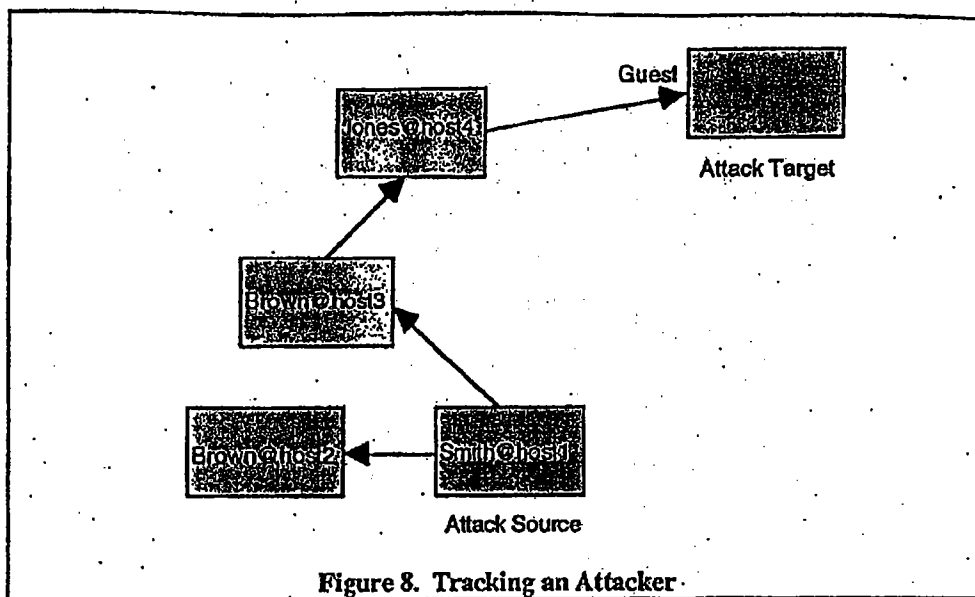 Guest
Jones@host4
Attack Target
Brown@host3
Brown@host2
Smith@host1
Attack Source
Figure 8. Tracking an Attacker